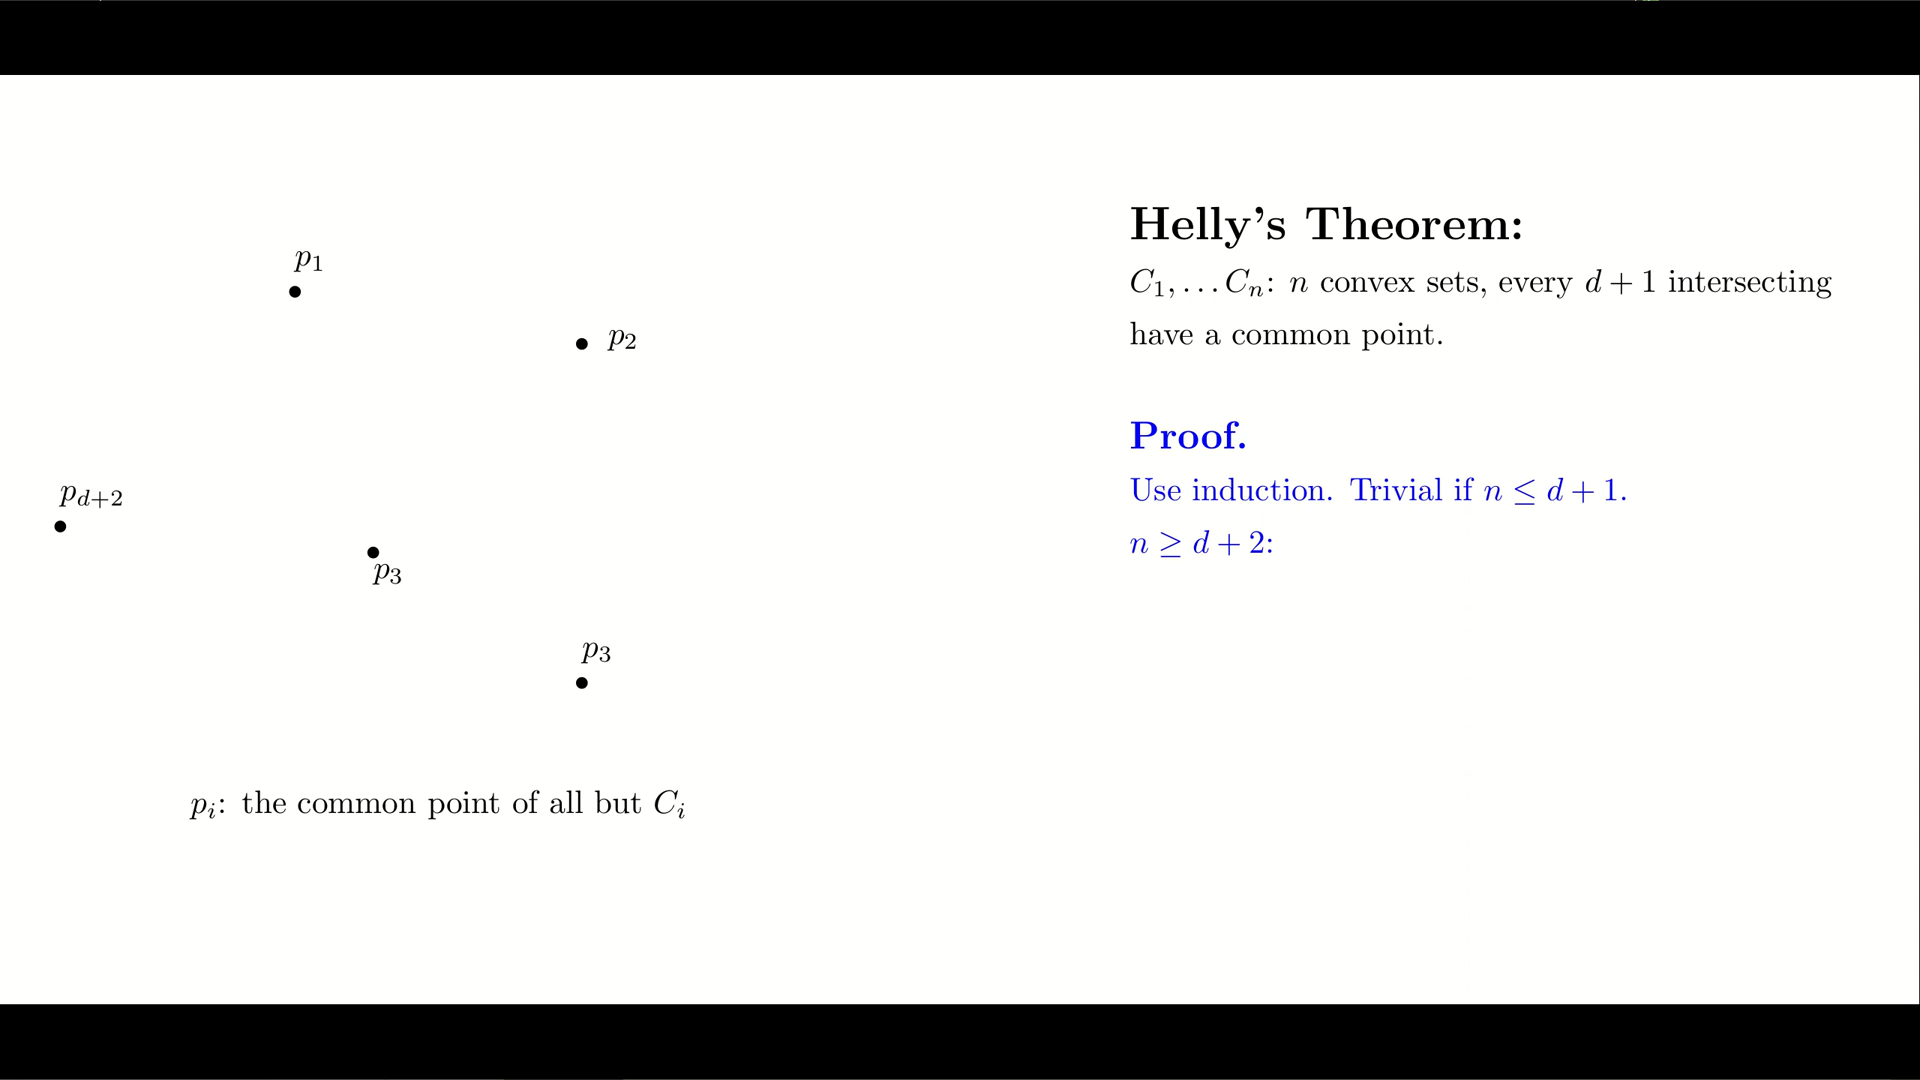 p₁
p₂
p_{d+2}
p₃
p₃
pᵢ: the common point of all but Cᵢ
Helly's Theorem:
C₁, … Cₙ: n convex sets, every d + 1 intersecting
have a common point.
Proof.
Use induction. Trivial if n ≤ d + 1.
n ≥ d + 2: